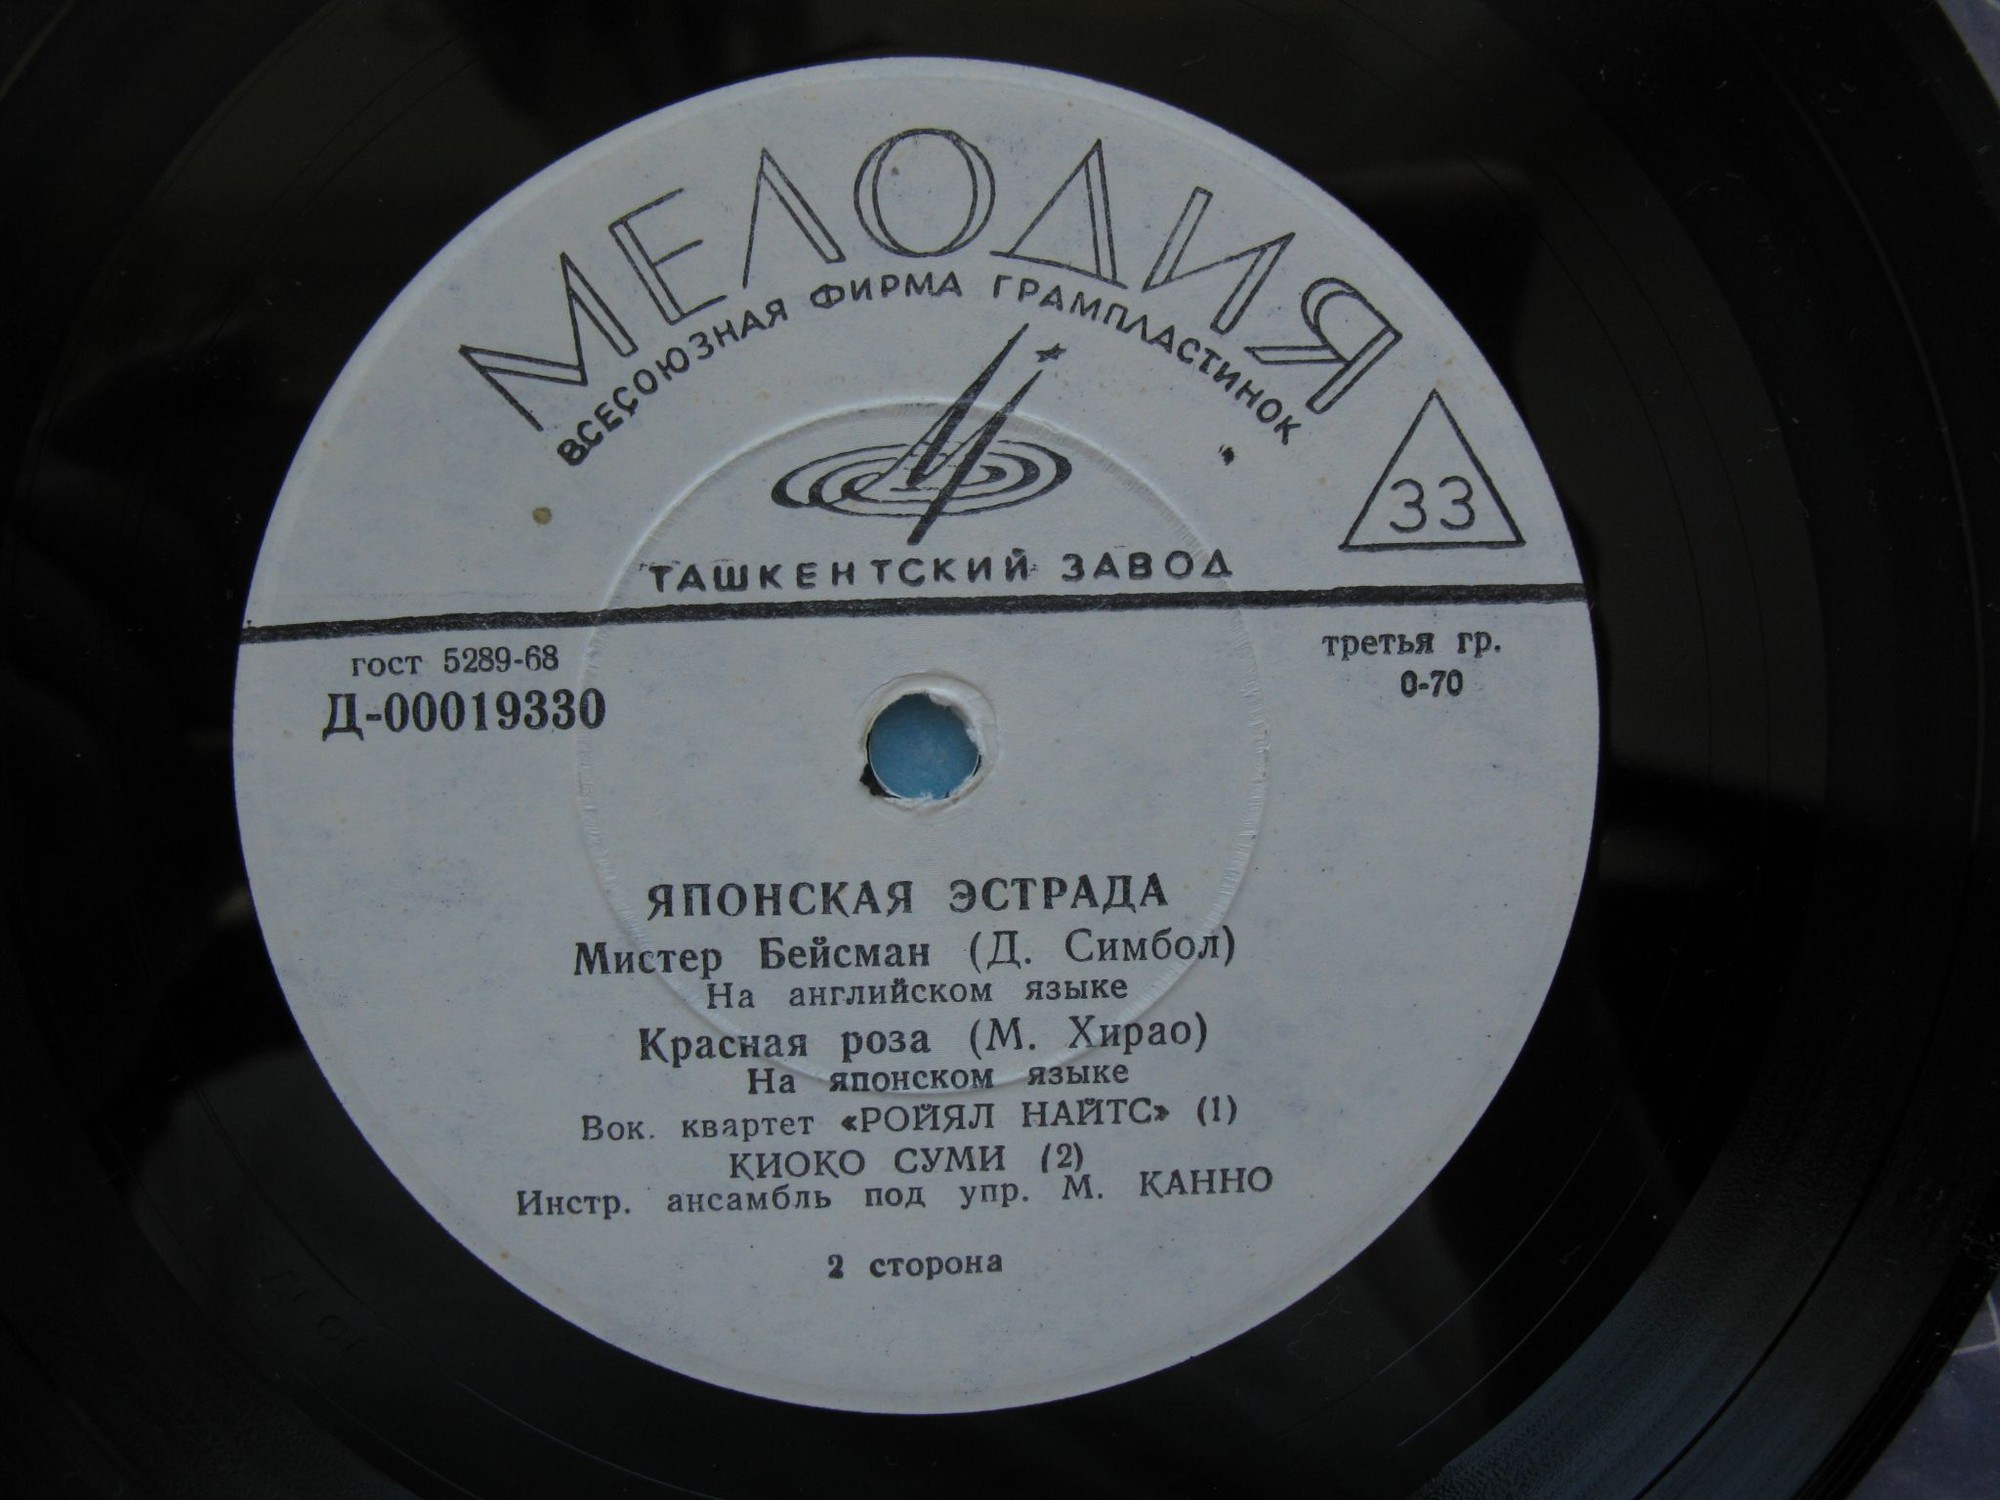 МЕЛОДИЯ
ВСЕСОЮЗНАЯ ФИРМА ГРАМПЛАСТИНОК
33
ТАШКЕНТСКИЙ ЗАВОД
гост 5289-68
Д-00019330
третья гр.
0-70
ЯПОНСКАЯ ЭСТРАДА
Мистер Бейсман (Д. Симбол)
На английском языке
Красная роза (М. Хирао)
На японском языке
Вок. квартет «РОЙЯЛ НАЙТС» (1)
КИОКО СУМИ (2)
Инстр. ансамбль под упр. М. КАННО
2 сторона